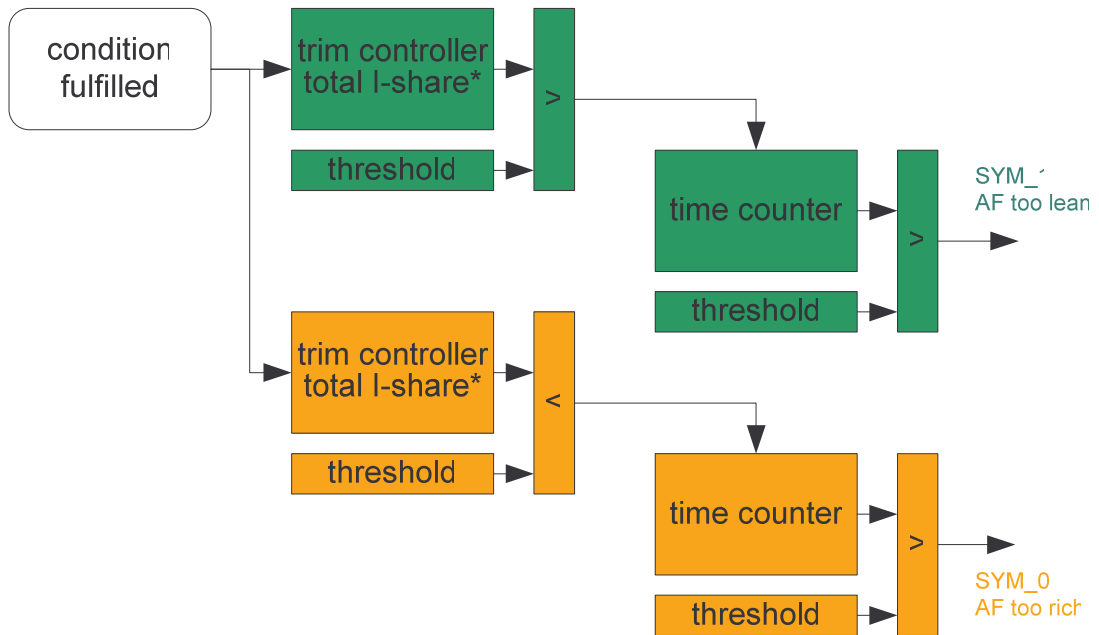 condition
fulfilled
trim controller
total I-share*
>
threshold
time counter
>
threshold
SYM_1
AF too lean
trim controller
total I-share*
<
threshold
time counter
>
threshold
SYM_0
AF too rich